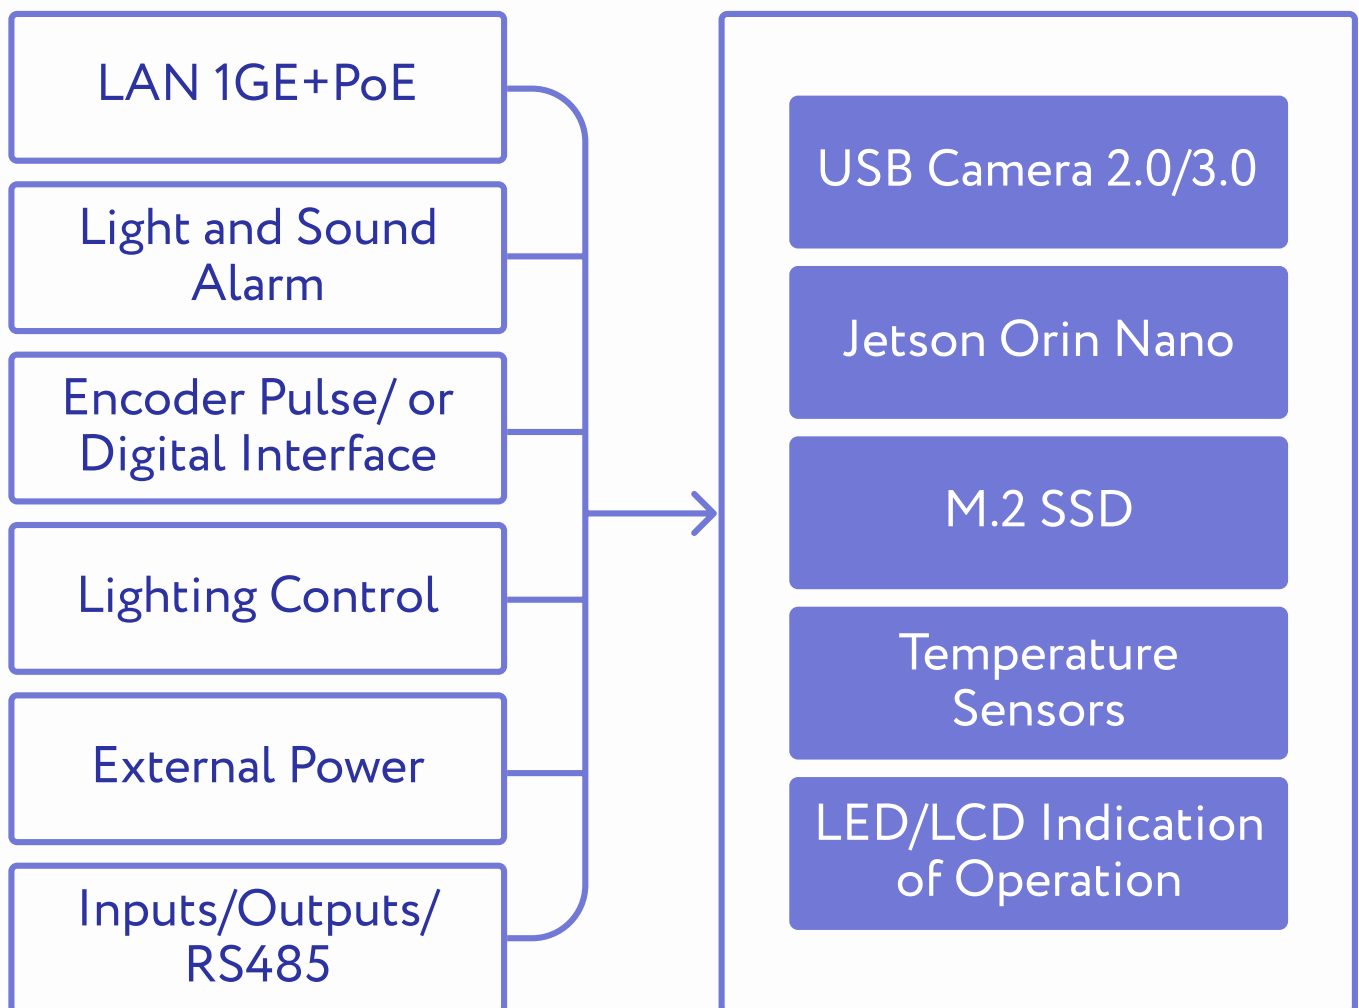 LAN 1GE+PoE
Light and Sound
Alarm
Encoder Pulse/ or
Digital Interface
Lighting Control
External Power
Inputs/Outputs/
RS485
USB Camera 2.0/3.0
Jetson Orin Nano
M.2 SSD
Temperature
Sensors
LED/LCD Indication
of Operation